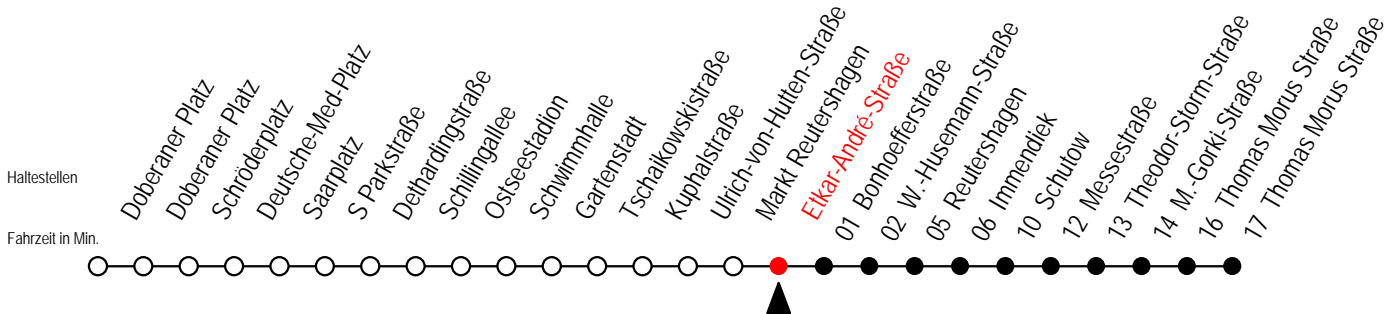 Haltestellen
Fahrzeit in Min.
Doberaner Platz
Doberaner Platz
Schröderplatz
Deutsche-Med-Platz
Saarplatz
S Parkstraße
Dethardingstraße
Schillingallee
Ostseestadion
Schwimmhalle
Gartenstadt
Tschaikowskistraße
Kuphalstraße
Ulrich-von-Hutten-Straße
Markt Reutershagen
Etkar-André-Straße
01 Bonhoefferstraße
02 W.-Husemann-Straße
05 Reutershagen
06 Immendiek
10 Schutow
12 Messestraße
13 Theodor-Storm-Straße
14 M.-Gorki-Straße
16 Thomas Morus Straße
17 Thomas Morus Straße